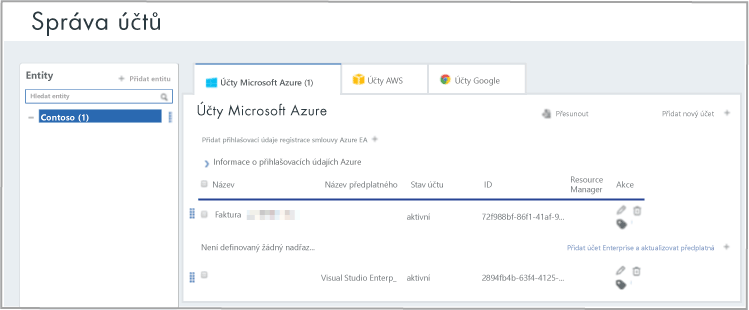 Správa účtů
Entity
Přidat entitu
Hledat entity
Contoso (1)
Účty Microsoft Azure (1)
Účty AWS
Účty Google
Účty Microsoft Azure
Přesunout
Přidat nový účet
Přidat přihlašovací údaje registrace smlouvy Azure EA
Informace o přihlašovacích údajích Azure
Název
Název předplatného
Stav účtu
ID
Resource
Manager
Akce
Faktura
aktivní
72f988bf-86f1-41af-9...
Není definovaný žádný nadřaz...
Přidat účet Enterprise a aktualizovat předplatná
Visual Studio Enterp_
aktivní
2894fb4b-63f4-4125-...